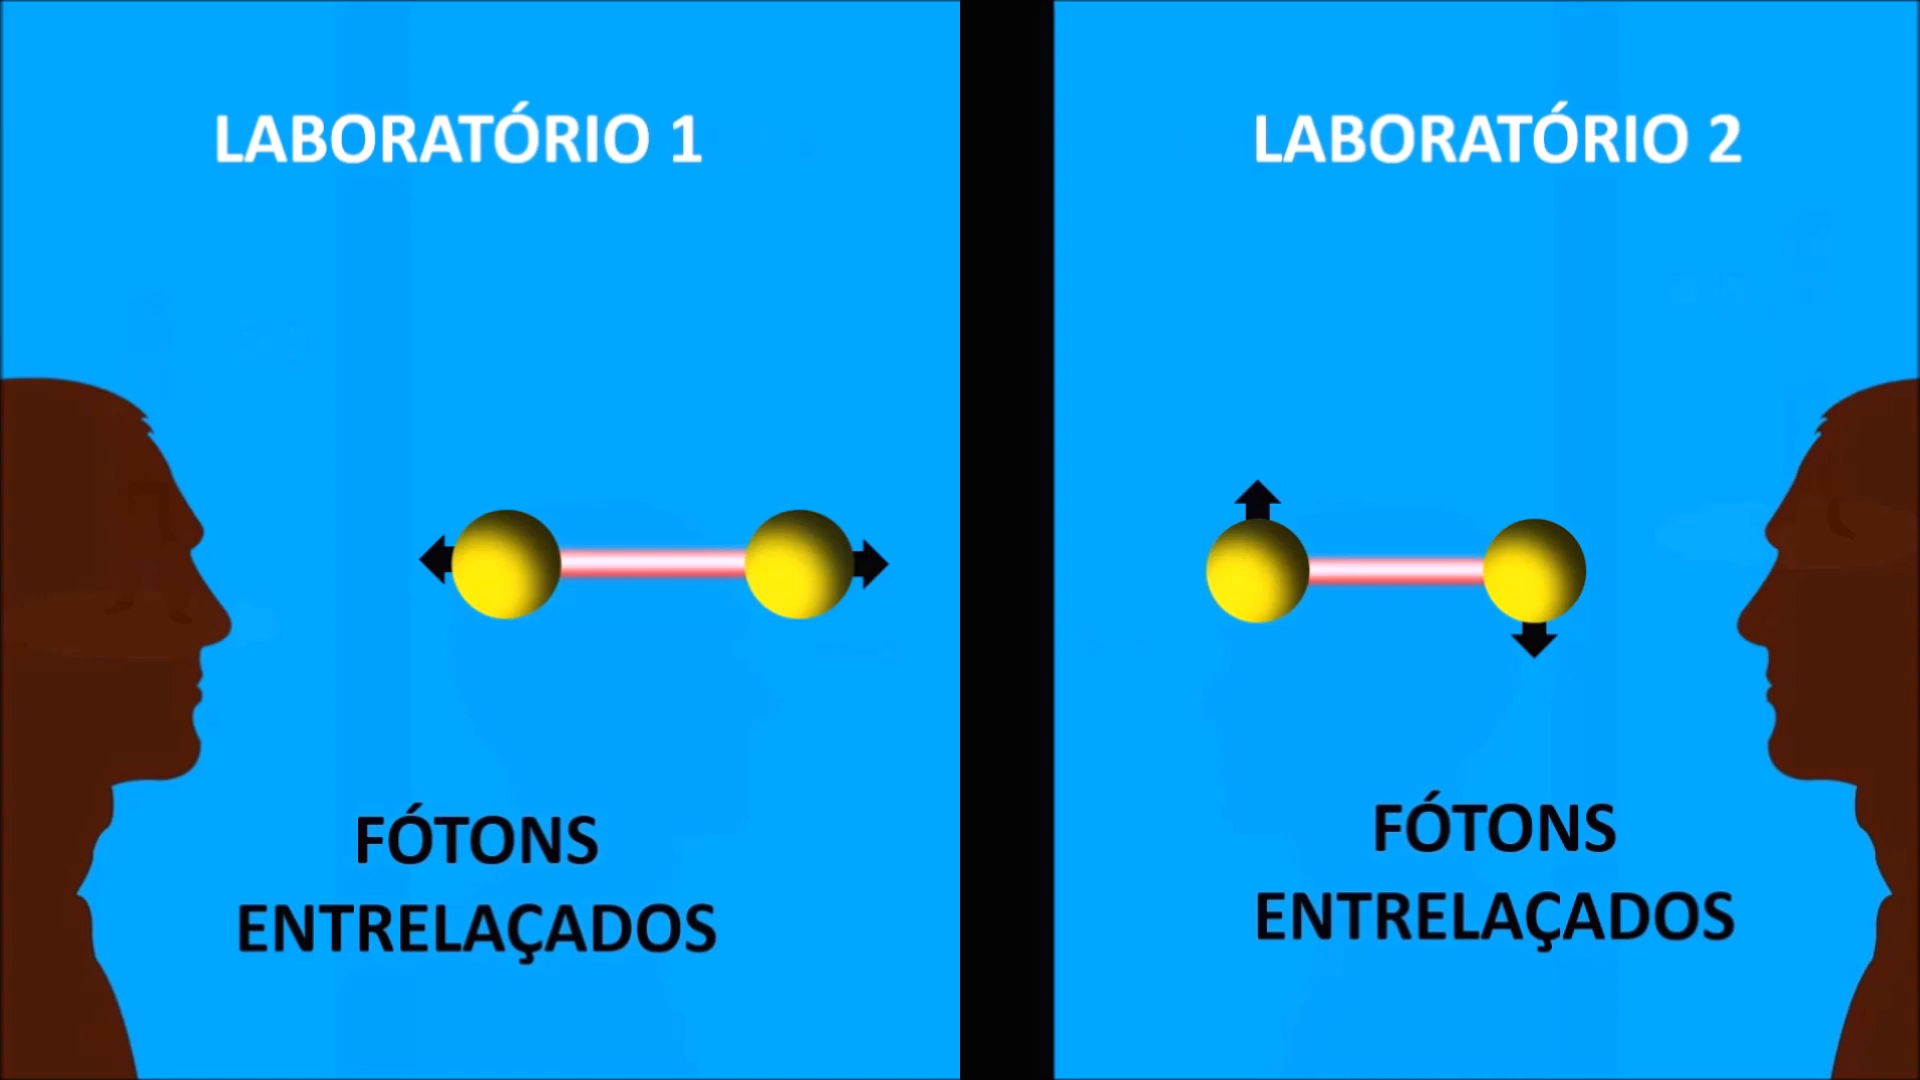 LABORATÓRIO 1
FÓTONS
ENTRELAÇADOS
LABORATÓRIO 2
FÓTONS
ENTRELAÇADOS